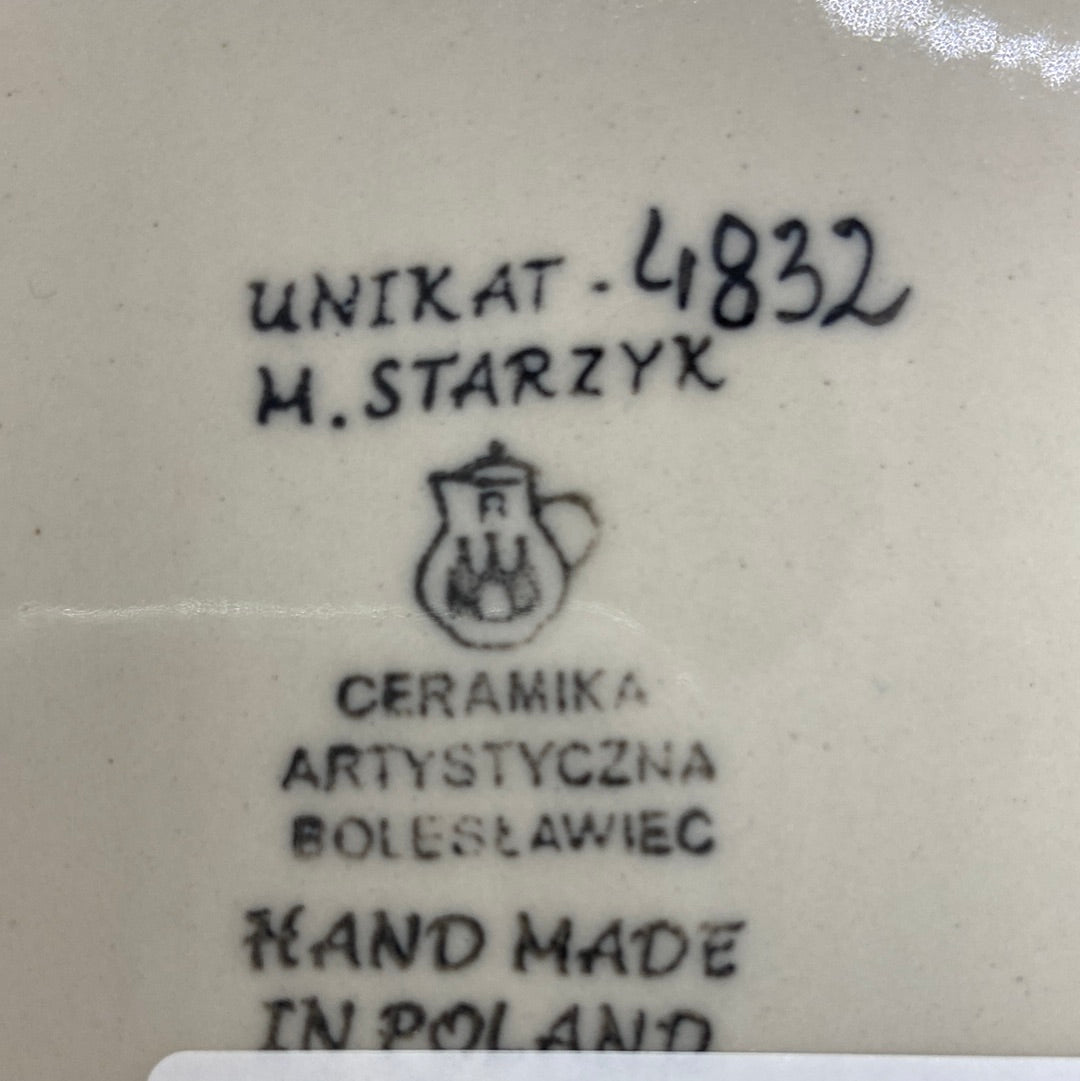 UNIKAT - 4832
M. STARZYK
R
CERAMIKA
ARTYSTYCZNA
BOLESŁAWIEC
HAND MADE
IN POLAND